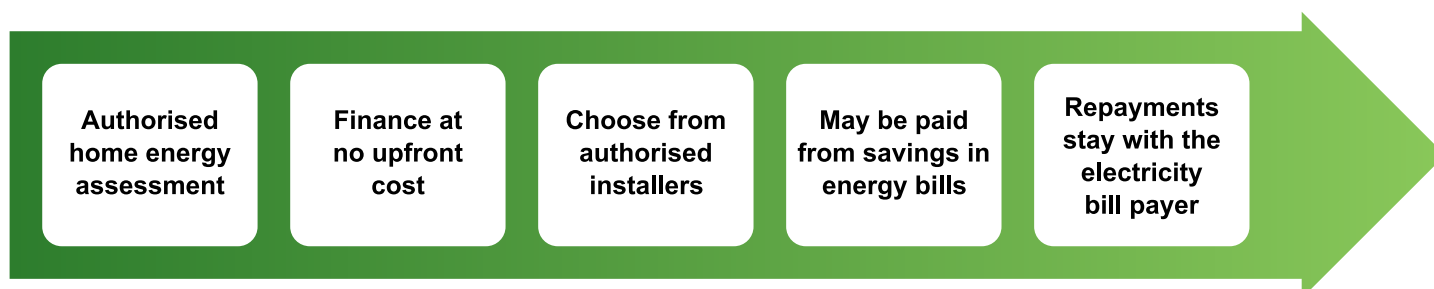 Authorised
home energy
assessment
Finance at
no upfront
cost
Choose from
authorised
installers
May be paid
from savings in
energy bills
Repayments
stay with the
electricity
bill payer